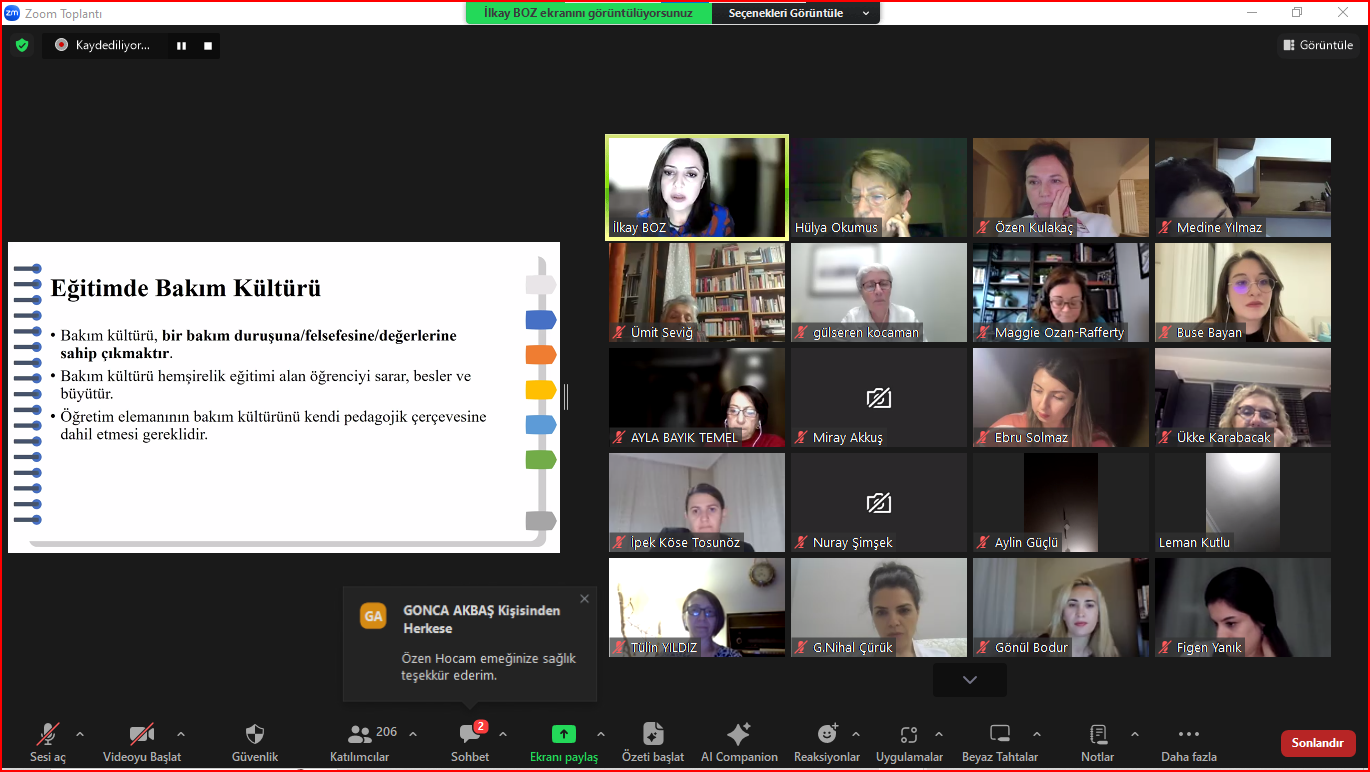 zm Zoom Toplantı
İlkay BOZ ekranını görüntülüyorsunuz
Seçenekleri Görüntüle
Kaydediliyor...
Görüntüle
Eğitimde Bakım Kültürü
• Bakım kültürü, bir bakım duruşuna/felsefesine/değerlerine
sahip çıkmaktır.
• Bakım kültürü hemşirelik eğitimi alan öğrenciyi sarar, besler ve
büyütür.
• Öğretim elemanının bakım kültürünü kendi pedagojik çerçevesine
dahil etmesi gereklidir.
İlkay BOZ
Hülya Okumus
Özen Kulakaç
Medine Yılmaz
Ümit Seviğ
gülseren kocaman
Maggie Ozan-Rafferty
Buse Bayan
AYLA BAYIK TEMEL
Miray Akkuş
Ebru Solmaz
Ükke Karabacak
İpek Köse Tosunöz
Nuray Şimşek
Aylin Güçlü
Leman Kutlu
Tülin YILDIZ
G.Nihal Çürük
Gönül Bodur
Figen Yanık
GA
GONCA AKBAŞ Kişisinden
Herkese
Özen Hocam emeğinize sağlık
teşekkür ederim.
Sesi aç
Videoyu Başlat
Güvenlik
206
Katılımcılar
2
Sohbet
Ekranı paylaş
Özeti başlat
AI Companion
Reaksiyonlar
Uygulamalar
Beyaz Tahtalar
Notlar
Daha fazla
Sonlandır